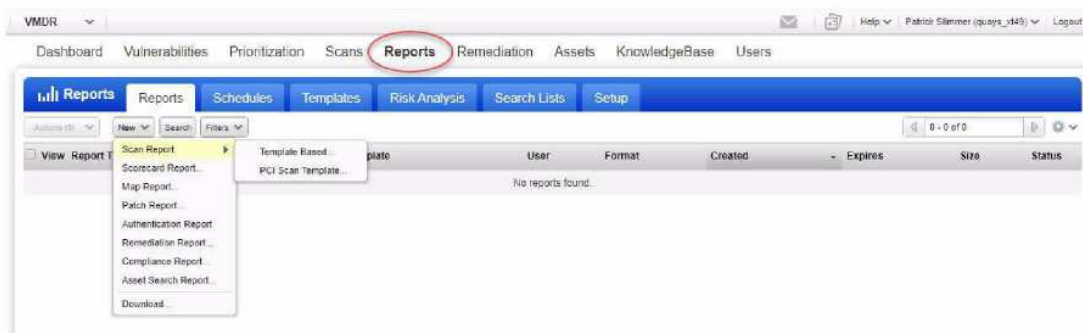 VMDR Help Patrick Slimmer (quays_xf49) Logout
Dashboard Vulnerabilities Prioritization Scans Reports Remediation Assets KnowledgeBase Users
Reports Reports Schedules Templates Risk Analysis Search Lists Setup
Actions (0) New Search Filters 0 - 0 of 0
View Report T plate User Format Created Expires Size Status
No reports found.
Scan Report
Template Based...
PCI Scan Template...
Scorecard Report...
Map Report...
Patch Report...
Authentication Report
Remediation Report...
Compliance Report...
Asset Search Report...
Download...